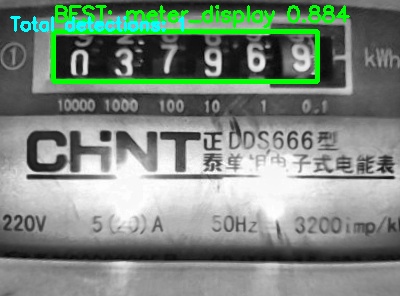 BEST: meter_display 0.884
Total detections: 1
① 0 3 7 9 6 9 kWh
10000 1000 100 10 1 0.1
CHNT 正泰 DDS666型
单相电子式电能表
220V 5(20)A 50Hz 3200imp/k